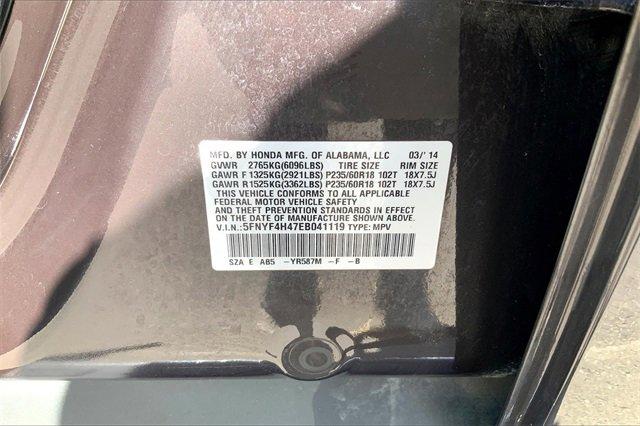 MFD. BY HONDA MFG. OF ALABAMA, LLC 03/'14
GVWR 2765KG(6096LBS) TIRE SIZE RIM SIZE
GAWR F 1325KG(2921LBS) P235/60R18 102T 18X7.5J
GAWR R1525KG(3362LBS) P235/60R18 102T 18X7.5J
THIS VEHICLE CONFORMS TO ALL APPLICABLE
FEDERAL MOTOR VEHICLE SAFETY
AND THEFT PREVENTION STANDARDS IN EFFECT
ON THE DATE OF MANUFACTURE SHOWN ABOVE.
V.I.N.:5FNYF4H47EB041119 TYPE: MPV
SZA E AB5 -YR587M -F -B